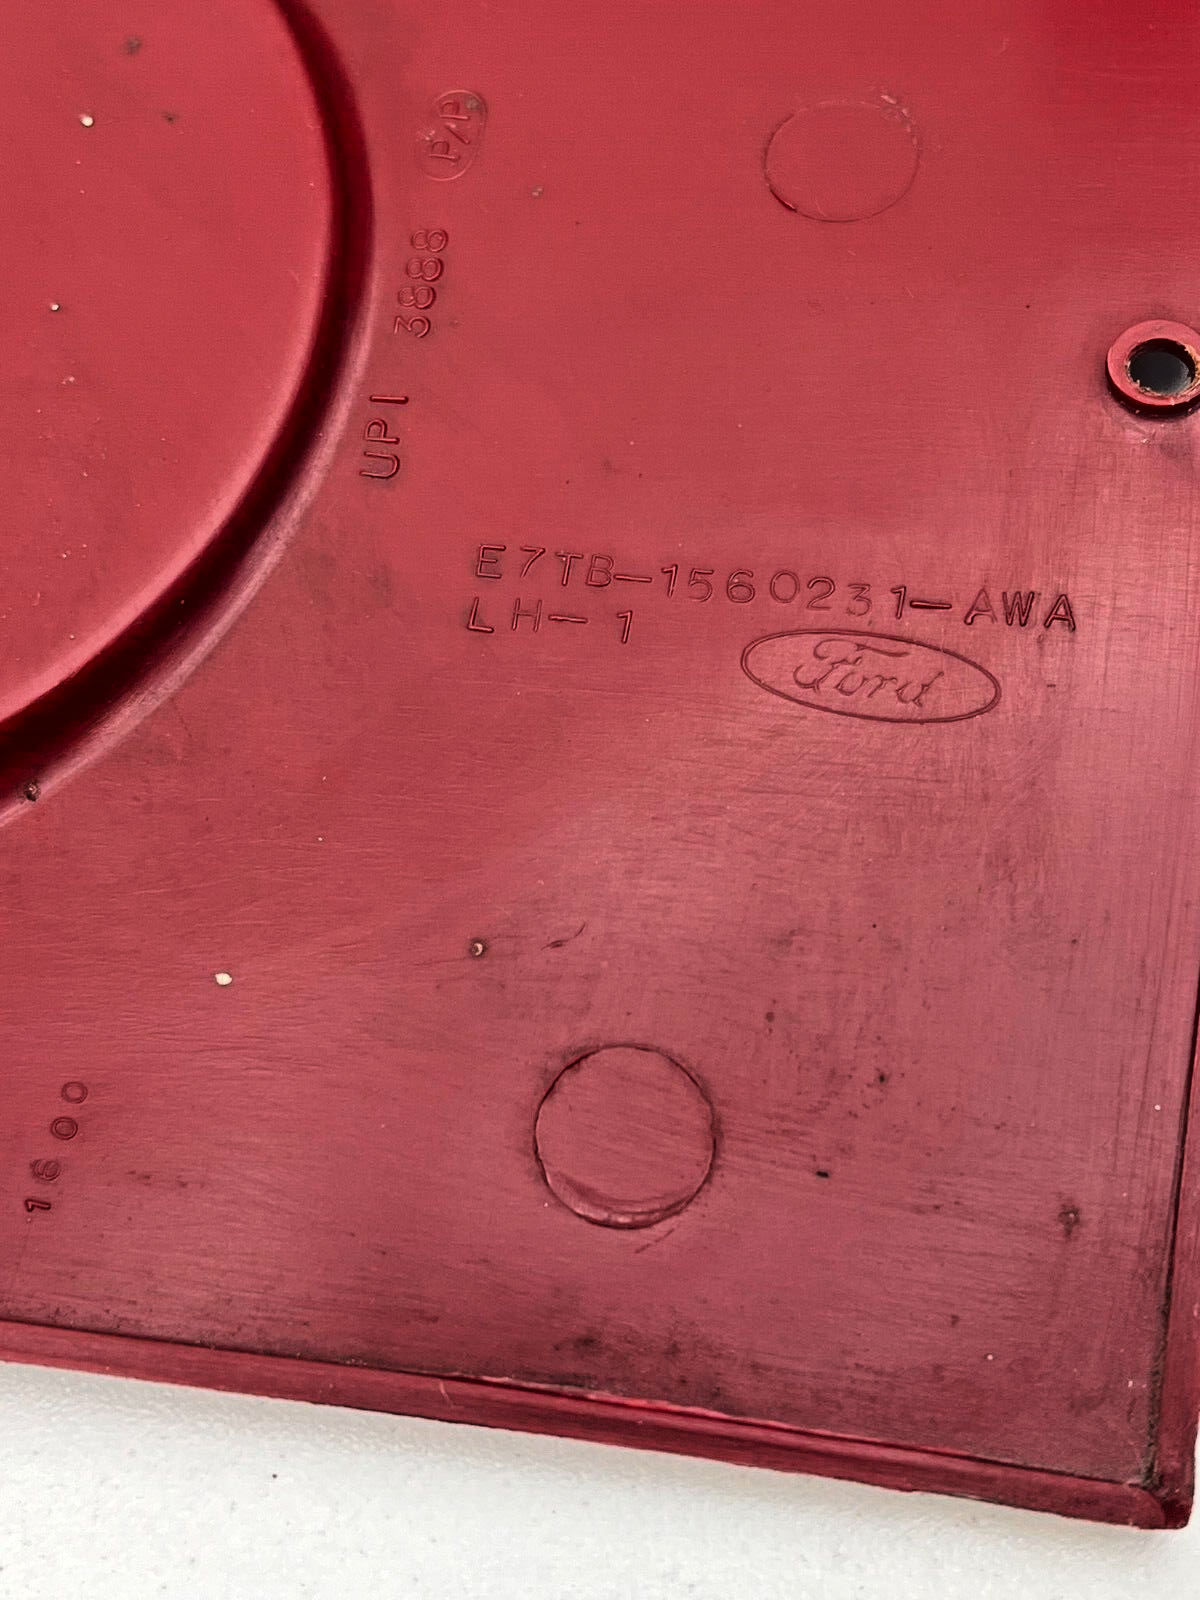 P/P
UPI 3888
E7TB-1560231-AWA
LH-1
Ford
1600